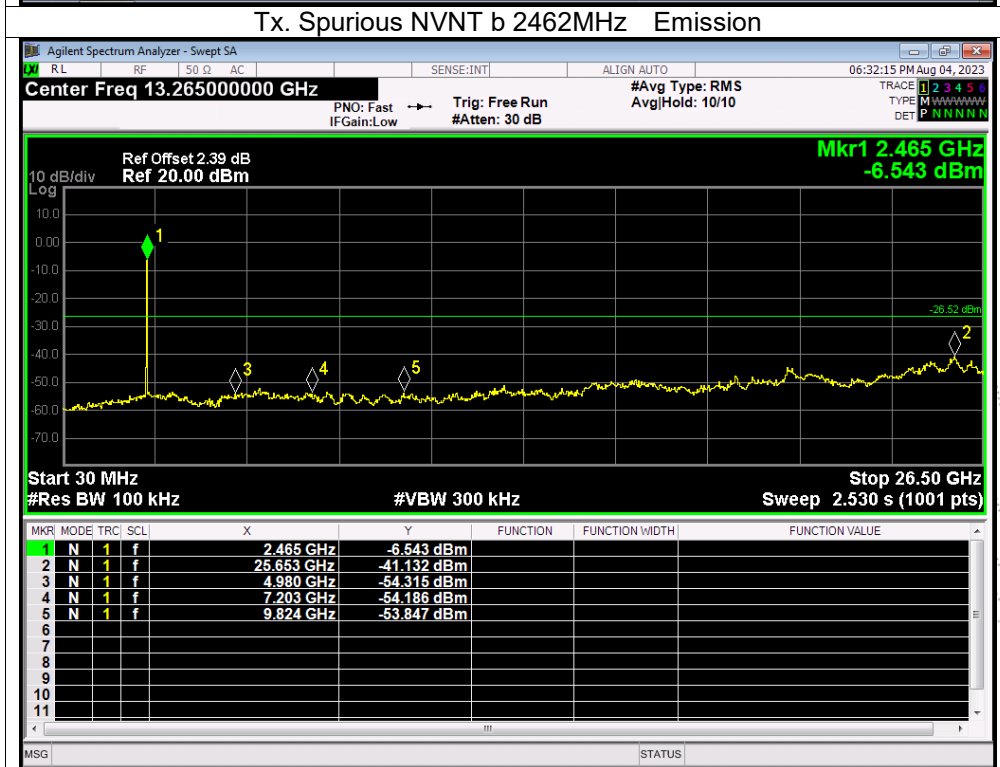 Tx. Spurious NVNT b 2462MHz Emission
Agilent Spectrum Analyzer - Swept SA
LXI RL RF 50 Ω AC SENSE:INT ALIGN AUTO 06:32:15 PM Aug 04, 2023
Center Freq 13.265000000 GHz #Avg Type: RMS TRACE 1 2 3 4 5 6
PNO: Fast Trig: Free Run Avg|Hold: 10/10 TYPE M WWWWW
IFGain:Low #Atten: 30 dB DET P N N N N N
Mkr1 2.465 GHz
Ref Offset 2.39 dB -6.543 dBm
10 dB/div Ref 20.00 dBm
Log
10.0
1
0.00
-10.0
-20.0
-26.52 dBm
-30.0
2
-40.0
3 4 5
-50.0
-60.0
-70.0
Start 30 MHz Stop 26.50 GHz
#Res BW 100 kHz #VBW 300 kHz Sweep 2.530 s (1001 pts)
MKR MODE TRC SCL X Y FUNCTION FUNCTION WIDTH FUNCTION VALUE
1 N 1 f 2.465 GHz -6.543 dBm
2 N 1 f 25.653 GHz -41.132 dBm
3 N 1 f 4.980 GHz -54.315 dBm
4 N 1 f 7.203 GHz -54.186 dBm
5 N 1 f 9.824 GHz -53.847 dBm
6
7
8
9
10
11
MSG STATUS